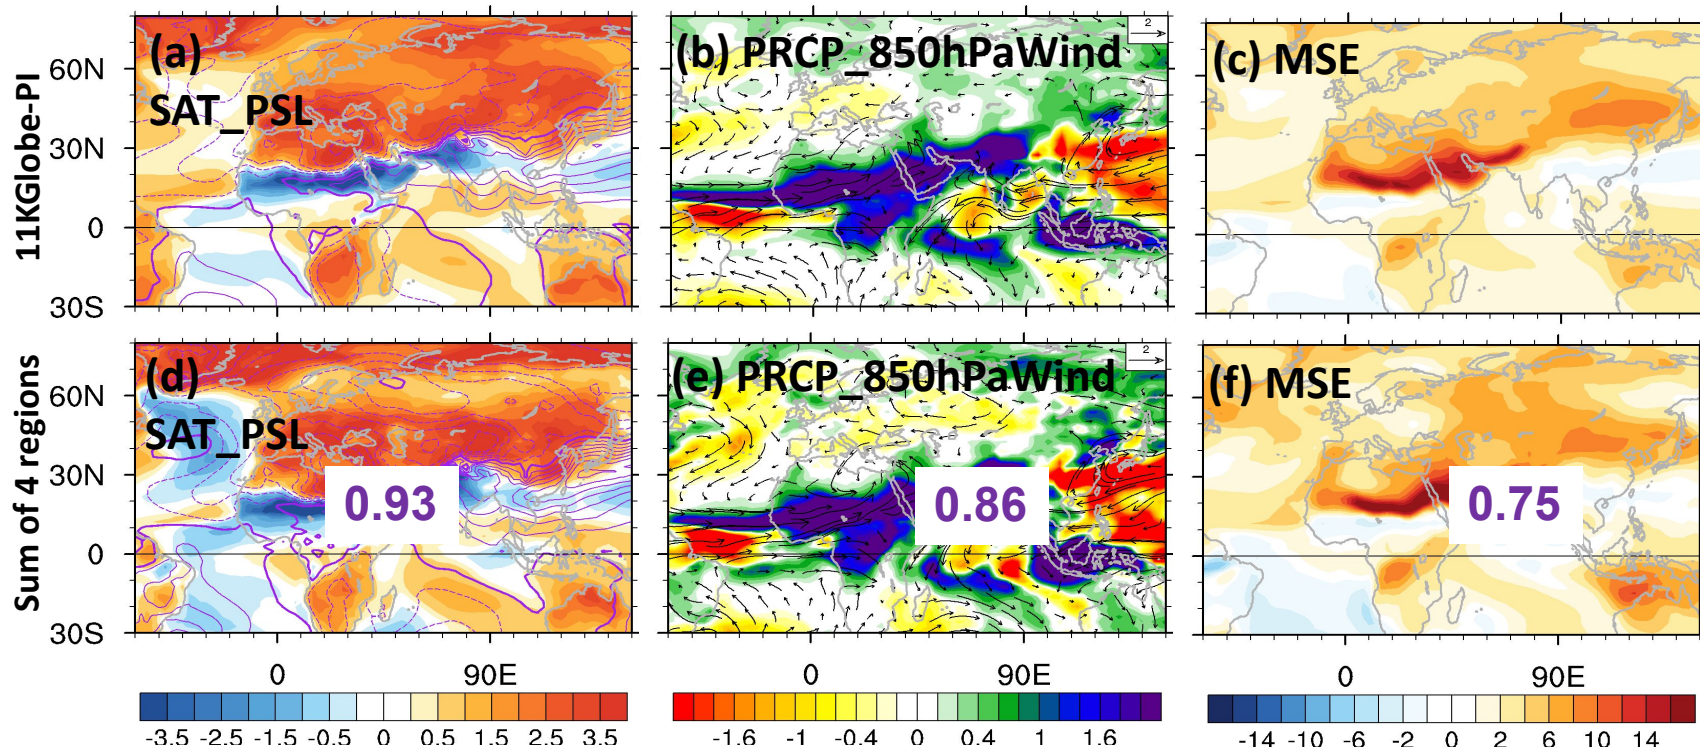 11KGlobe-PI
60N
30N
0
30S
(a)
SAT_PSL
(b) PRCP_850hPaWind
2
(c) MSE
Sum of 4 regions
60N
30N
0
30S
(d)
SAT_PSL
0.93
(e) PRCP_850hPaWind
2
0.86
(f) MSE
0.75
0 90E
0 90E
0 90E
-3.5 -2.5 -1.5 -0.5 0 0.5 1.5 2.5 3.5
-1.6 -1 -0.4 0 0.4 1 1.6
-14 -10 -6 -2 0 2 6 10 14